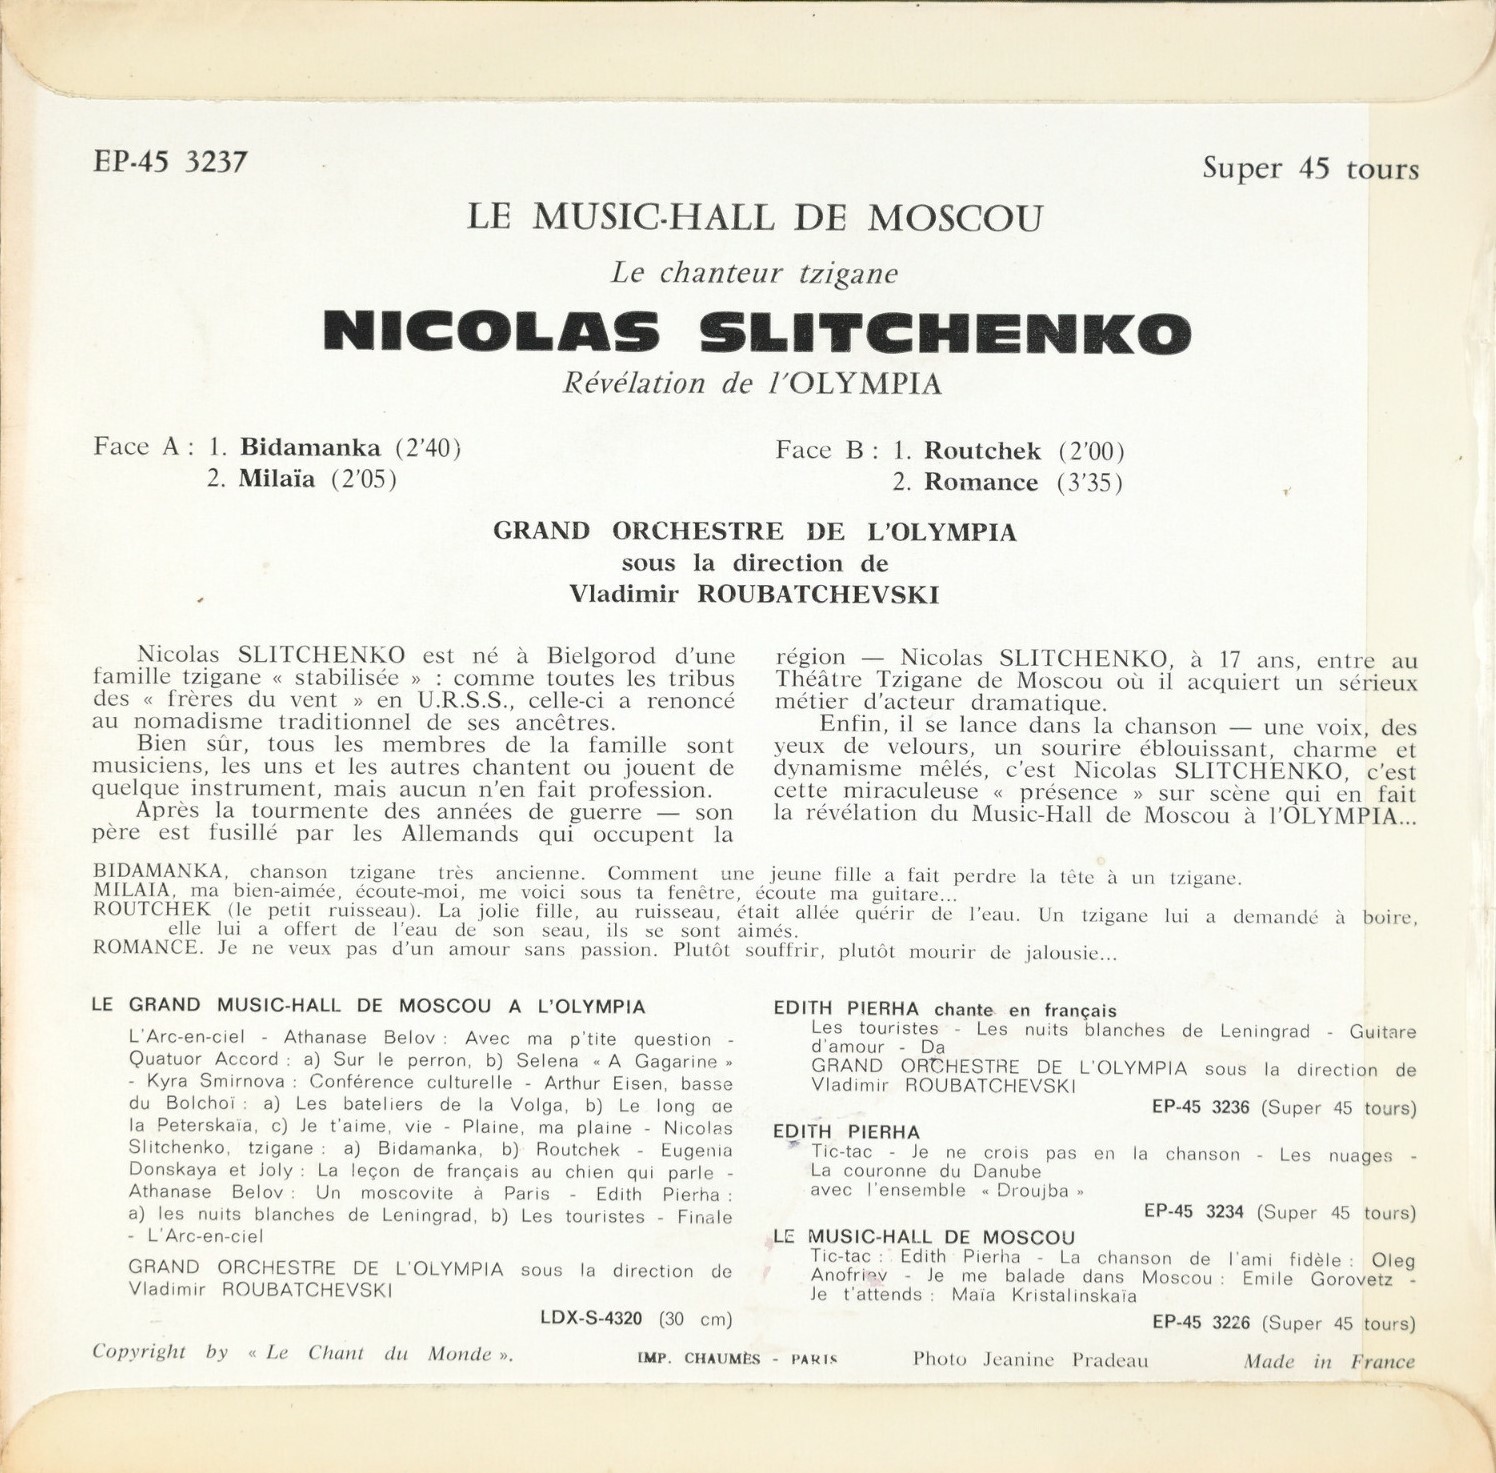 EP-45 3237
Super 45 tours
LE MUSIC-HALL DE MOSCOU
Le chanteur tzigane
NICOLAS SLITCHENKO
Révélation de l'OLYMPIA
Face A : 1. Bidamanka (2'40)
2. Milaïa (2'05)
Face B : 1. Routchek (2'00)
2. Romance (3'35)
GRAND ORCHESTRE DE L'OLYMPIA
sous la direction de
Vladimir ROUBATCHEVSKI
Nicolas SLITCHENKO est né à Bielgorod d'une
famille tzigane « stabilisée » : comme toutes les tribus
des « frères du vent » en U.R.S.S., celle-ci a renoncé
au nomadisme traditionnel de ses ancêtres.
Bien sûr, tous les membres de la famille sont
musiciens, les uns et les autres chantent ou jouent de
quelque instrument, mais aucun n'en fait profession.
Après la tourmente des années de guerre — son
père est fusillé par les Allemands qui occupent la
région — Nicolas SLITCHENKO, à 17 ans, entre au
Théâtre Tzigane de Moscou où il acquiert un sérieux
métier d'acteur dramatique.
Enfin, il se lance dans la chanson — une voix, des
yeux de velours, un sourire éblouissant, charme et
dynamisme mêlés, c'est Nicolas SLITCHENKO, c'est
cette miraculeuse « présence » sur scène qui en fait
la révélation du Music-Hall de Moscou à l'OLYMPIA...
BIDAMANKA, chanson tzigane très ancienne. Comment une jeune fille a fait perdre la tête à un tzigane.
MILAIA, ma bien-aimée, écoute-moi, me voici sous ta fenêtre, écoute ma guitare...
ROUTCHEK (le petit ruisseau). La jolie fille, au ruisseau, était allée quérir de l'eau. Un tzigane lui a demandé à boire,
elle lui a offert de l'eau de son seau, ils se sont aimés.
ROMANCE. Je ne veux pas d'un amour sans passion. Plutôt souffrir, plutôt mourir de jalousie...
LE GRAND MUSIC-HALL DE MOSCOU A L'OLYMPIA
L'Arc-en-ciel - Athanase Belov : Avec ma p'tite question -
Quatuor Accord : a) Sur le perron, b) Selena « A Gagarine »
- Kyra Smirnova : Conférence culturelle - Arthur Eisen, basse
du Bolchoï : a) Les bateliers de la Volga, b) Le long de
la Peterskaïa, c) Je t'aime, vie - Plaine, ma plaine - Nicolas
Slitchenko, tzigane : a) Bidamanka, b) Routchek - Eugenia
Donskaya et Joly : La leçon de français au chien qui parle -
Athanase Belov : Un moscovite à Paris - Edith Pierha :
a) les nuits blanches de Leningrad, b) Les touristes - Finale
- L'Arc-en-ciel
GRAND ORCHESTRE DE L'OLYMPIA sous la direction de
Vladimir ROUBATCHEVSKI
LDX-S-4320 (30 cm)
EDITH PIERHA chante en français
Les touristes - Les nuits blanches de Leningrad - Guitare
d'amour - Da
GRAND ORCHESTRE DE L'OLYMPIA sous la direction de
Vladimir ROUBATCHEVSKI
EP-45 3236 (Super 45 tours)
EDITH PIERHA
Tic-tac - Je ne crois pas en la chanson - Les nuages -
La couronne du Danube
avec l'ensemble « Droujba »
EP-45 3234 (Super 45 tours)
LE MUSIC-HALL DE MOSCOU
Tic-tac : Edith Pierha - La chanson de l'ami fidèle : Oleg
Anofriev - Je me balade dans Moscou : Emile Gorovetz -
Je t'attends : Maïa Kristalinskaïa
EP-45 3226 (Super 45 tours)
Copyright by « Le Chant du Monde ».
IMP. CHAUMÈS - PARIS
Photo Jeanine Pradeau
Made in France